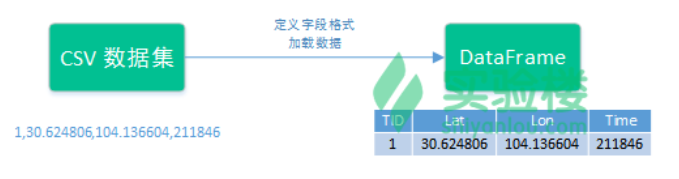 定义字段格式
加载数据
CSV 数据集
DataFrame
实验楼
shiyanlou.com
1,30.624806,104.136604,211846
TID Lat Lon Time
1 30.624806 104.136604 211846